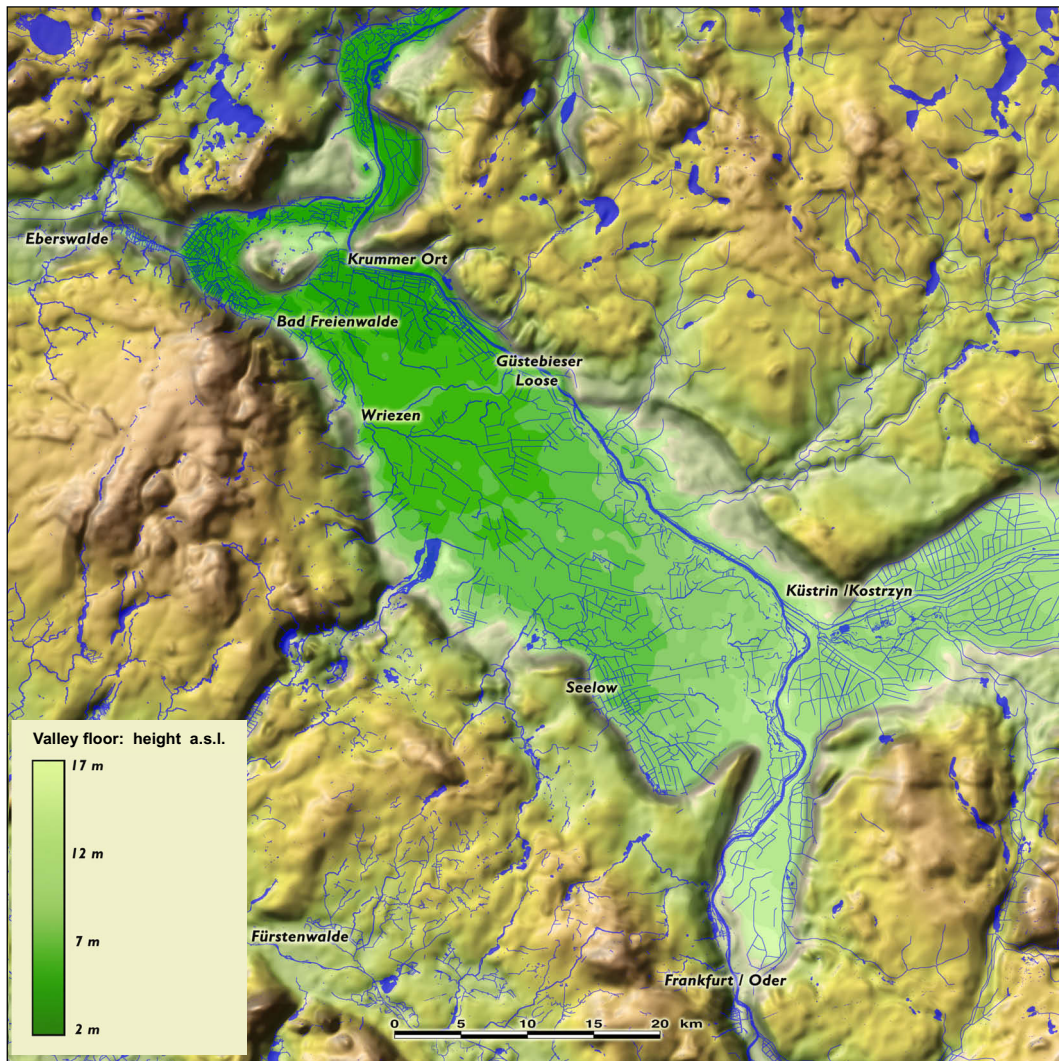 Eberswalde
Krummer Ort
Bad Freienwalde
Güstebieser
Loose
Wriezen
Küstrin /Kostrzyn
Seelow
Valley floor: height a.s.l.
17 m
12 m
7 m
2 m
Fürstenwalde
Frankfurt / Oder
0 5 10 15 20 km